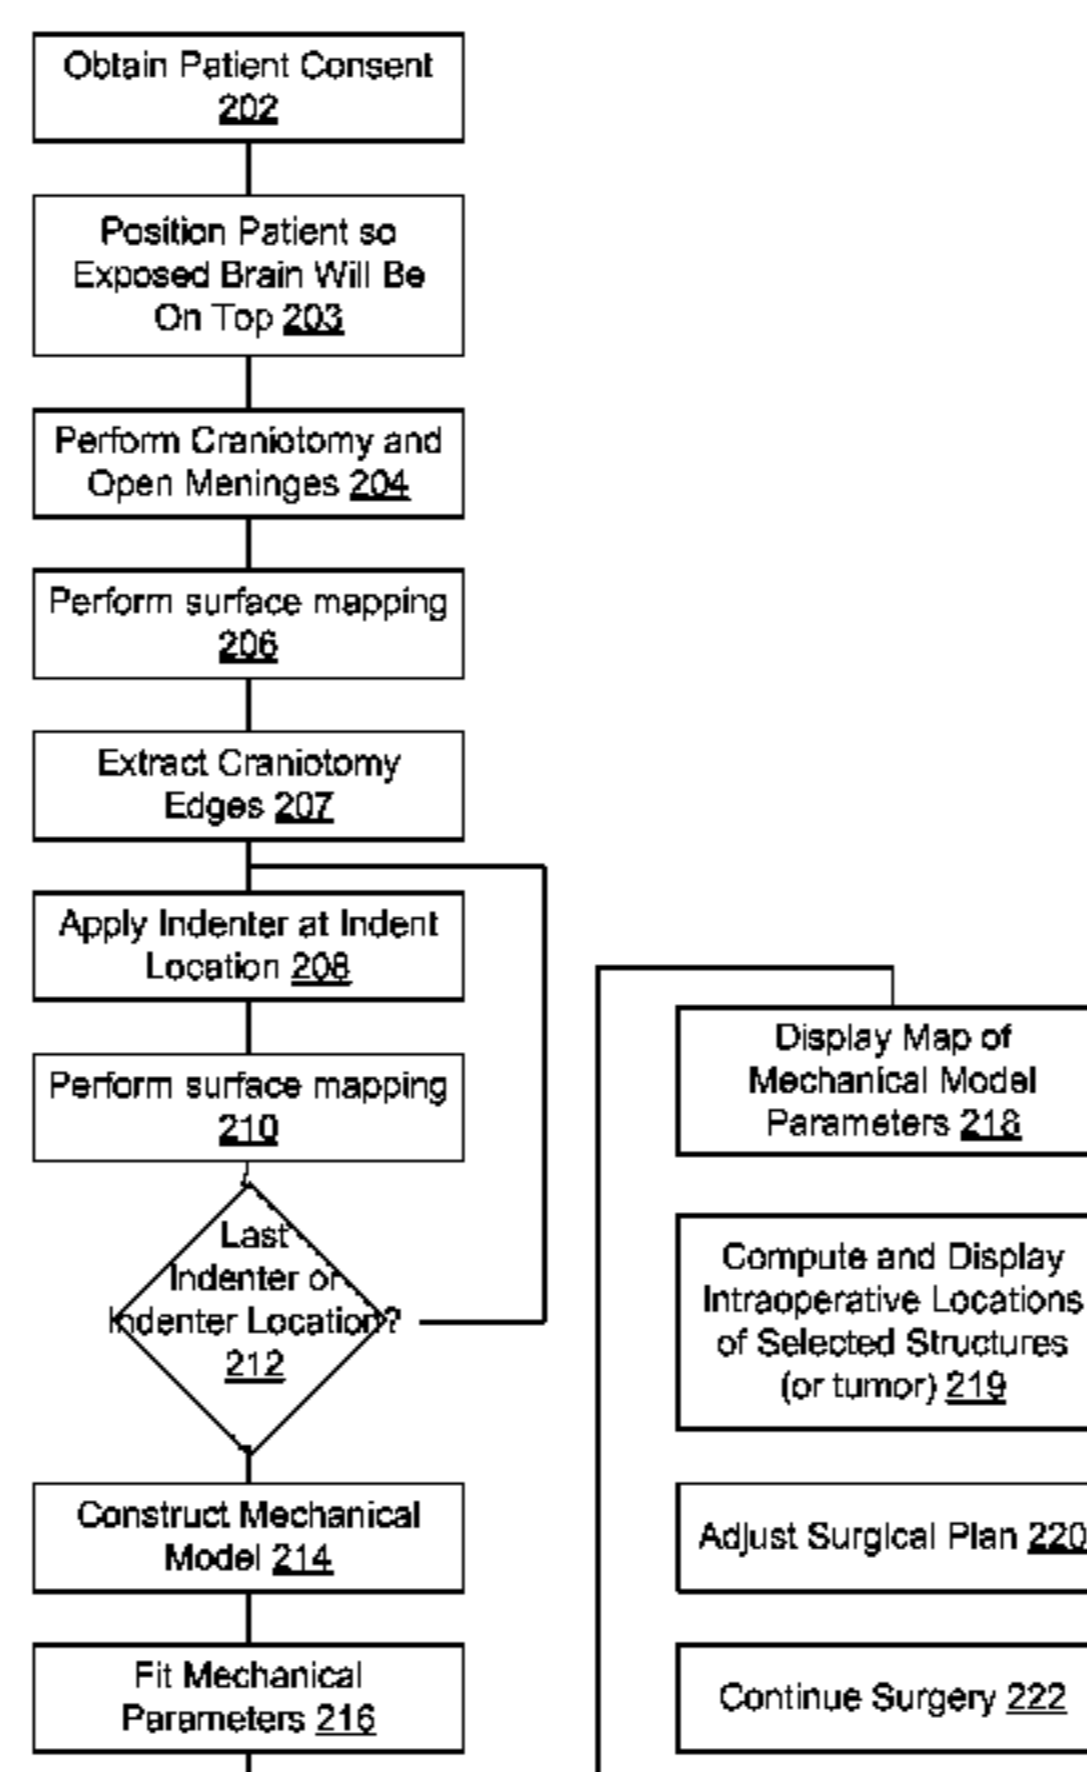 Obtain Patient Consent
202
Position Patient so
Exposed Brain Will Be
On Top 203
Perform Craniotomy and
Open Meninges 204
Perform surface mapping
206
Extract Craniotomy
Edges 207
Apply Indenter at Indent
Location 208
Perform surface mapping
210
Last
Indenter or
Indenter Location?
212
Construct Mechanical
Model 214
Fit Mechanical
Parameters 216
Display Map of
Mechanical Model
Parameters 218
Compute and Display
Intraoperative Locations
of Selected Structures
(or tumor) 219
Adjust Surgical Plan 220
Continue Surgery 222